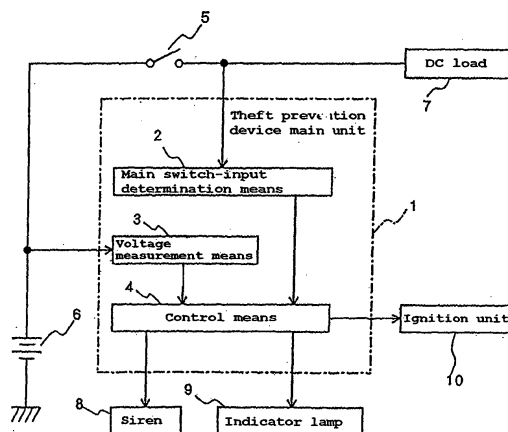 5
DC load
7
Theft prevention
device main unit
2
Main switch-input
determination means
1
3
Voltage
measurement means
4
Control means
6
Ignition unit
10
8
Siren
9
Indicator lamp